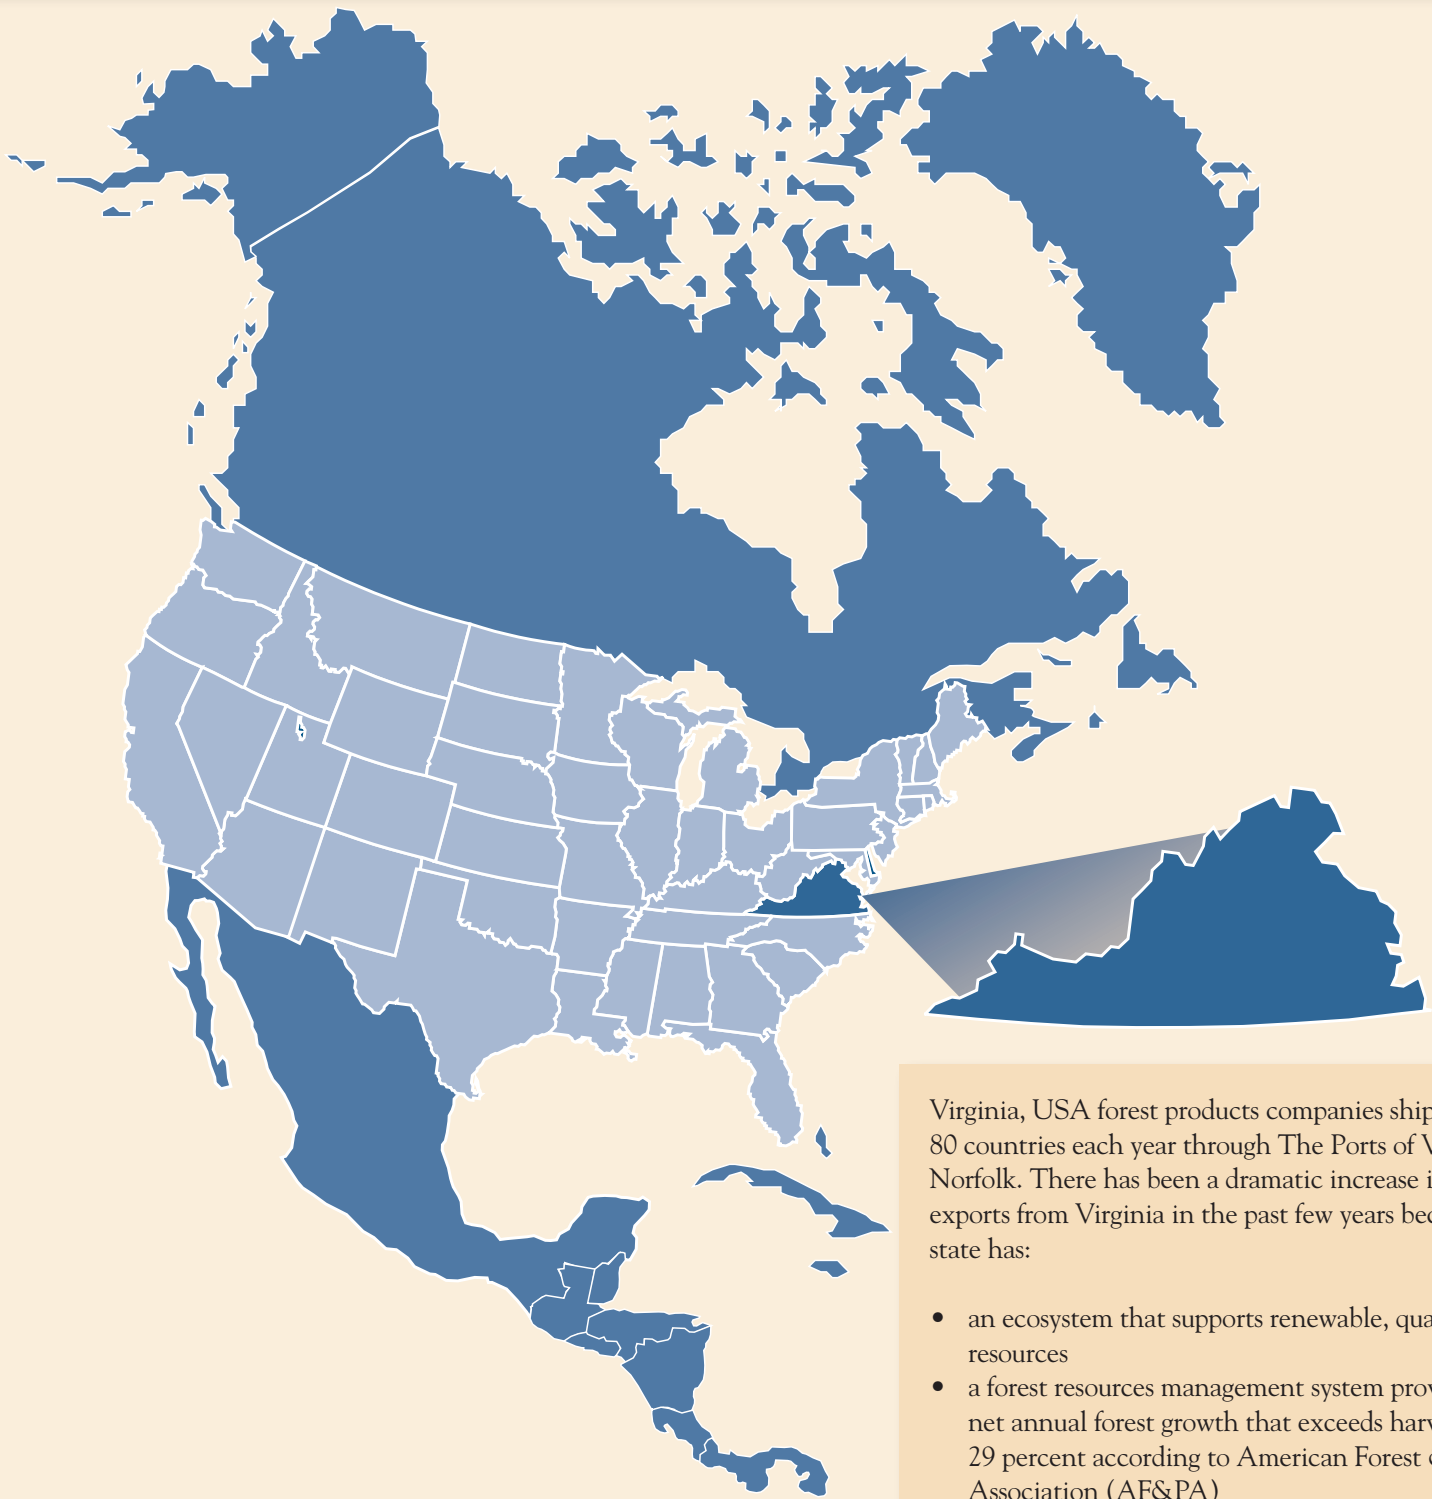 Virginia, USA forest products companies ship
80 countries each year through The Ports of
Norfolk. There has been a dramatic increase
exports from Virginia in the past few years
state has:
• an ecosystem that supports renewable,
resources
• a forest resources management system
net annual forest growth that exceeds
29 percent according to American Forest
Association (AF&PA)